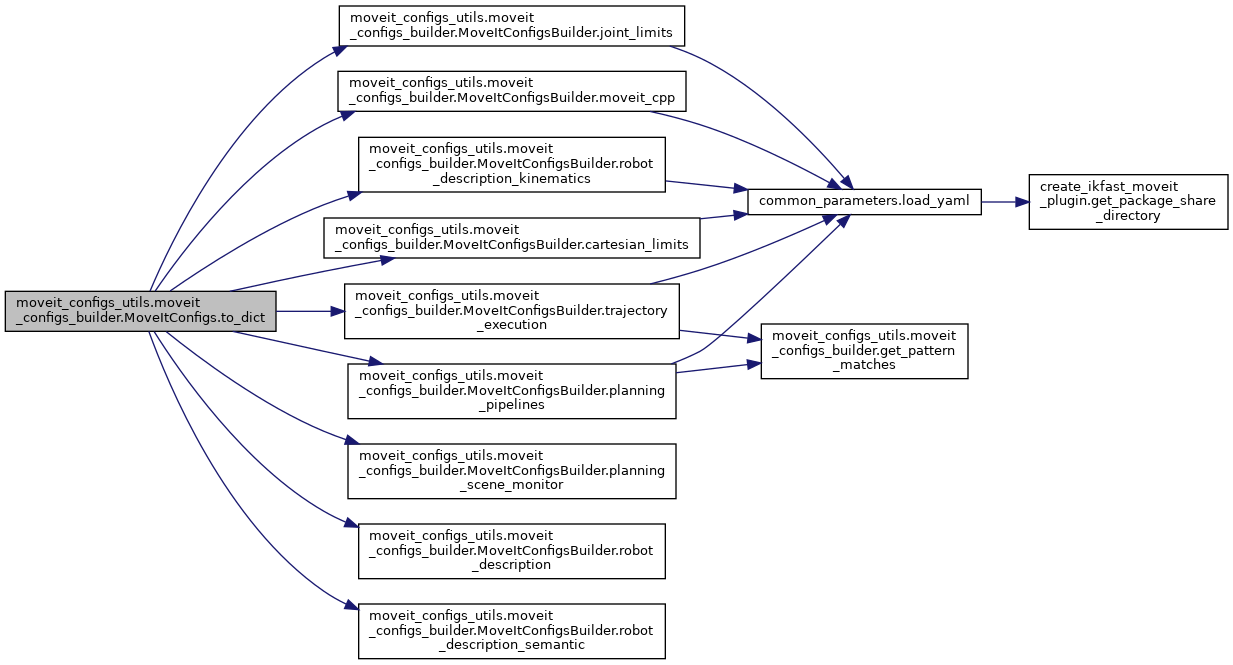 moveit_configs_utils.moveit
_configs_builder.MoveItConfigs.to_dict
moveit_configs_utils.moveit
_configs_builder.MoveItConfigsBuilder.joint_limits
moveit_configs_utils.moveit
_configs_builder.MoveItConfigsBuilder.moveit_cpp
moveit_configs_utils.moveit
_configs_builder.MoveItConfigsBuilder.robot
_description_kinematics
moveit_configs_utils.moveit
_configs_builder.MoveItConfigsBuilder.cartesian_limits
moveit_configs_utils.moveit
_configs_builder.MoveItConfigsBuilder.trajectory
_execution
moveit_configs_utils.moveit
_configs_builder.MoveItConfigsBuilder.planning
_pipelines
moveit_configs_utils.moveit
_configs_builder.MoveItConfigsBuilder.planning
_scene_monitor
moveit_configs_utils.moveit
_configs_builder.MoveItConfigsBuilder.robot
_description
moveit_configs_utils.moveit
_configs_builder.MoveItConfigsBuilder.robot
_description_semantic
common_parameters.load_yaml
moveit_configs_utils.moveit
_configs_builder.get_pattern
_matches
create_ikfast_moveit
_plugin.get_package_share
_directory